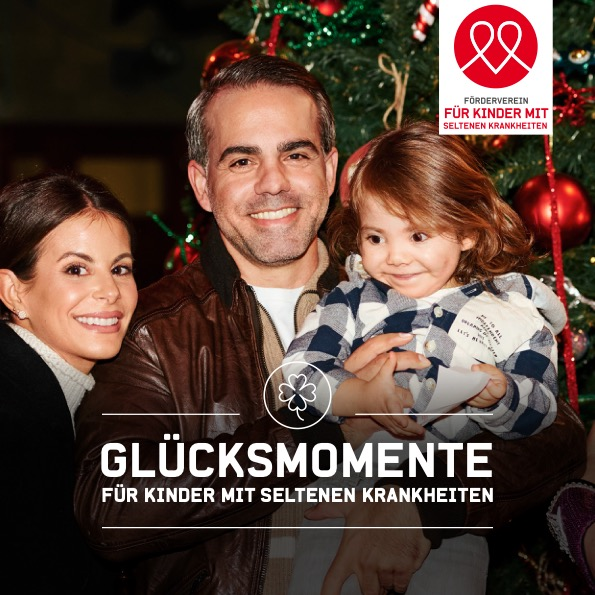 FÖRDERVEREIN
FÜR KINDER MIT
SELTENEN KRANKHEITEN
GLÜCKSMOMENTE
FÜR KINDER MIT SELTENEN KRANKHEITEN